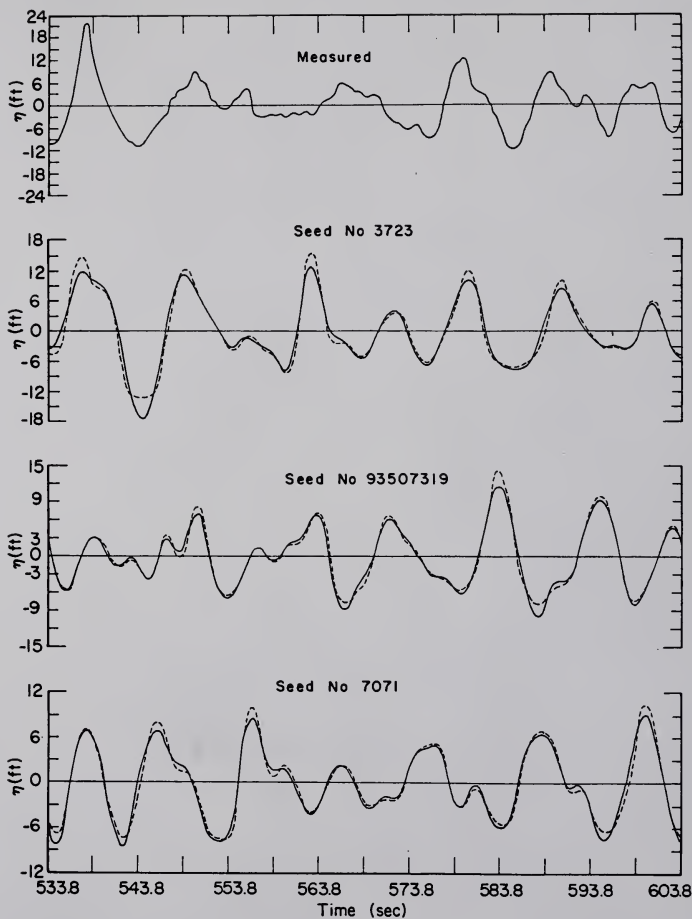 24
18
12
6
0
-6
-12
-18
-24
η(ft)
Measured
18
12
6
0
-6
-12
-18
η(ft)
Seed No 3723
15
9
3
0
-3
-9
-15
η(ft)
Seed No 93507319
12
6
0
-6
-12
η(ft)
Seed No 7071
533.8 543.8 553.8 563.8 573.8 583.8 593.8 603.8
Time (sec)